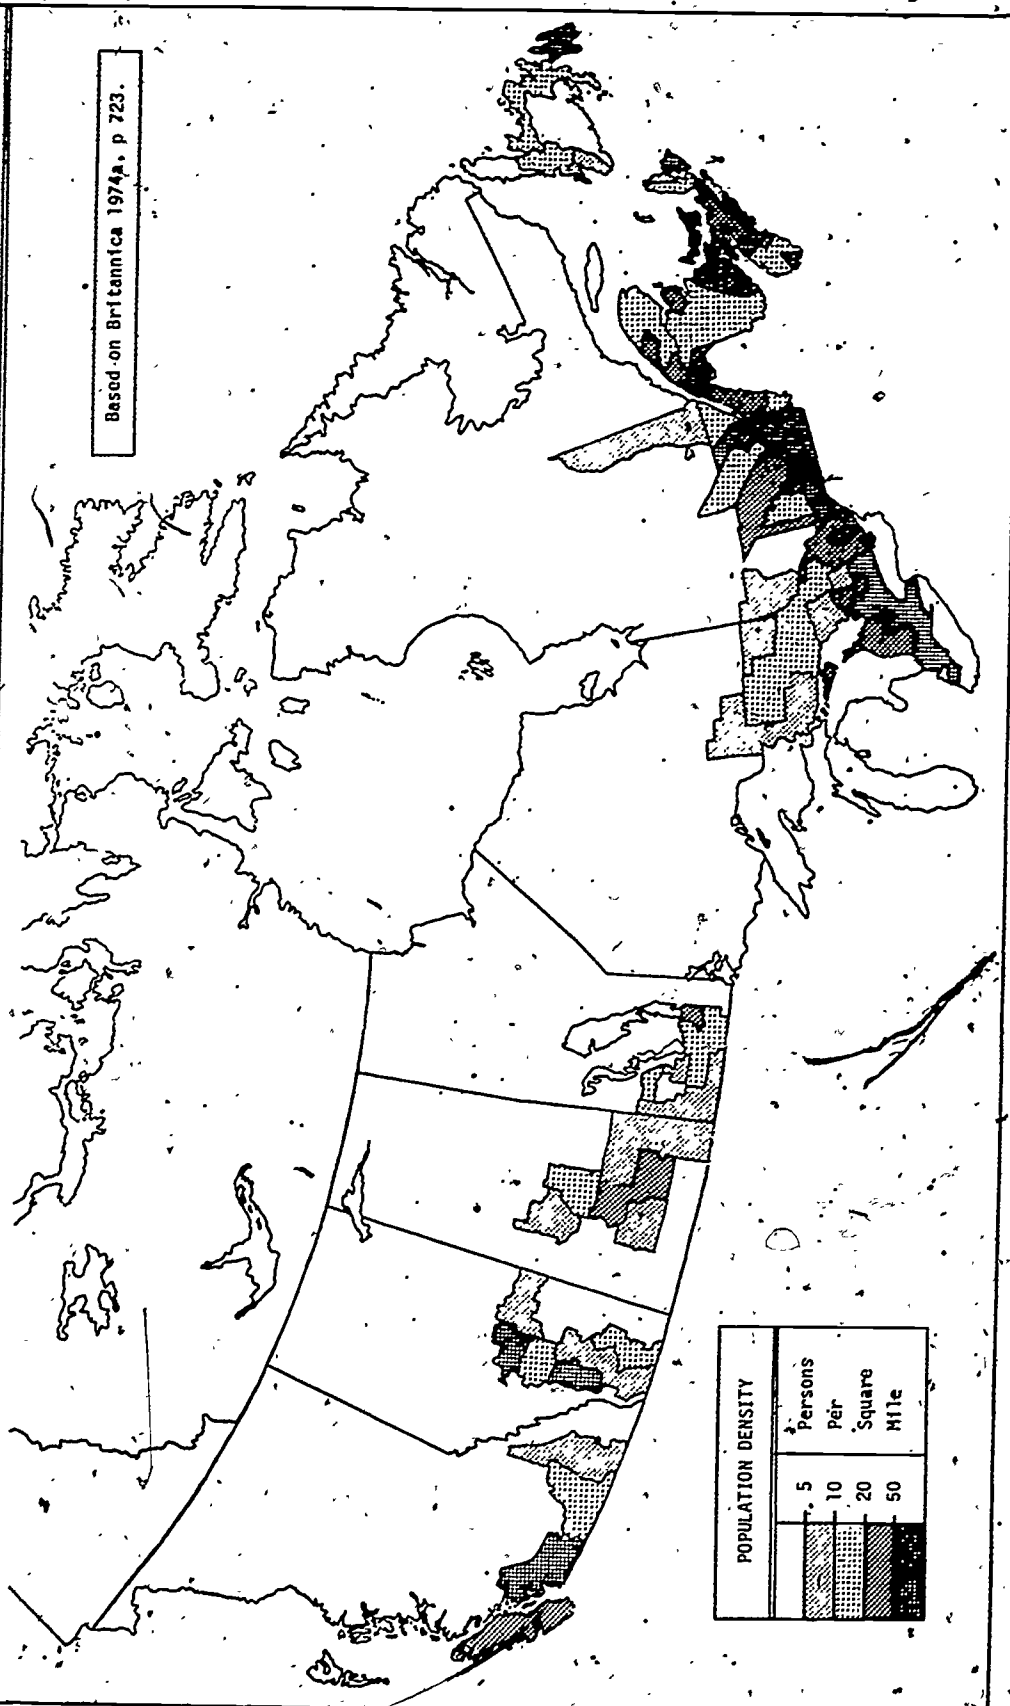 Based on Britannica 1974a, p 723.
POPULATION DENSITY
5
10
20
50
Persons
Per
Square
Mile